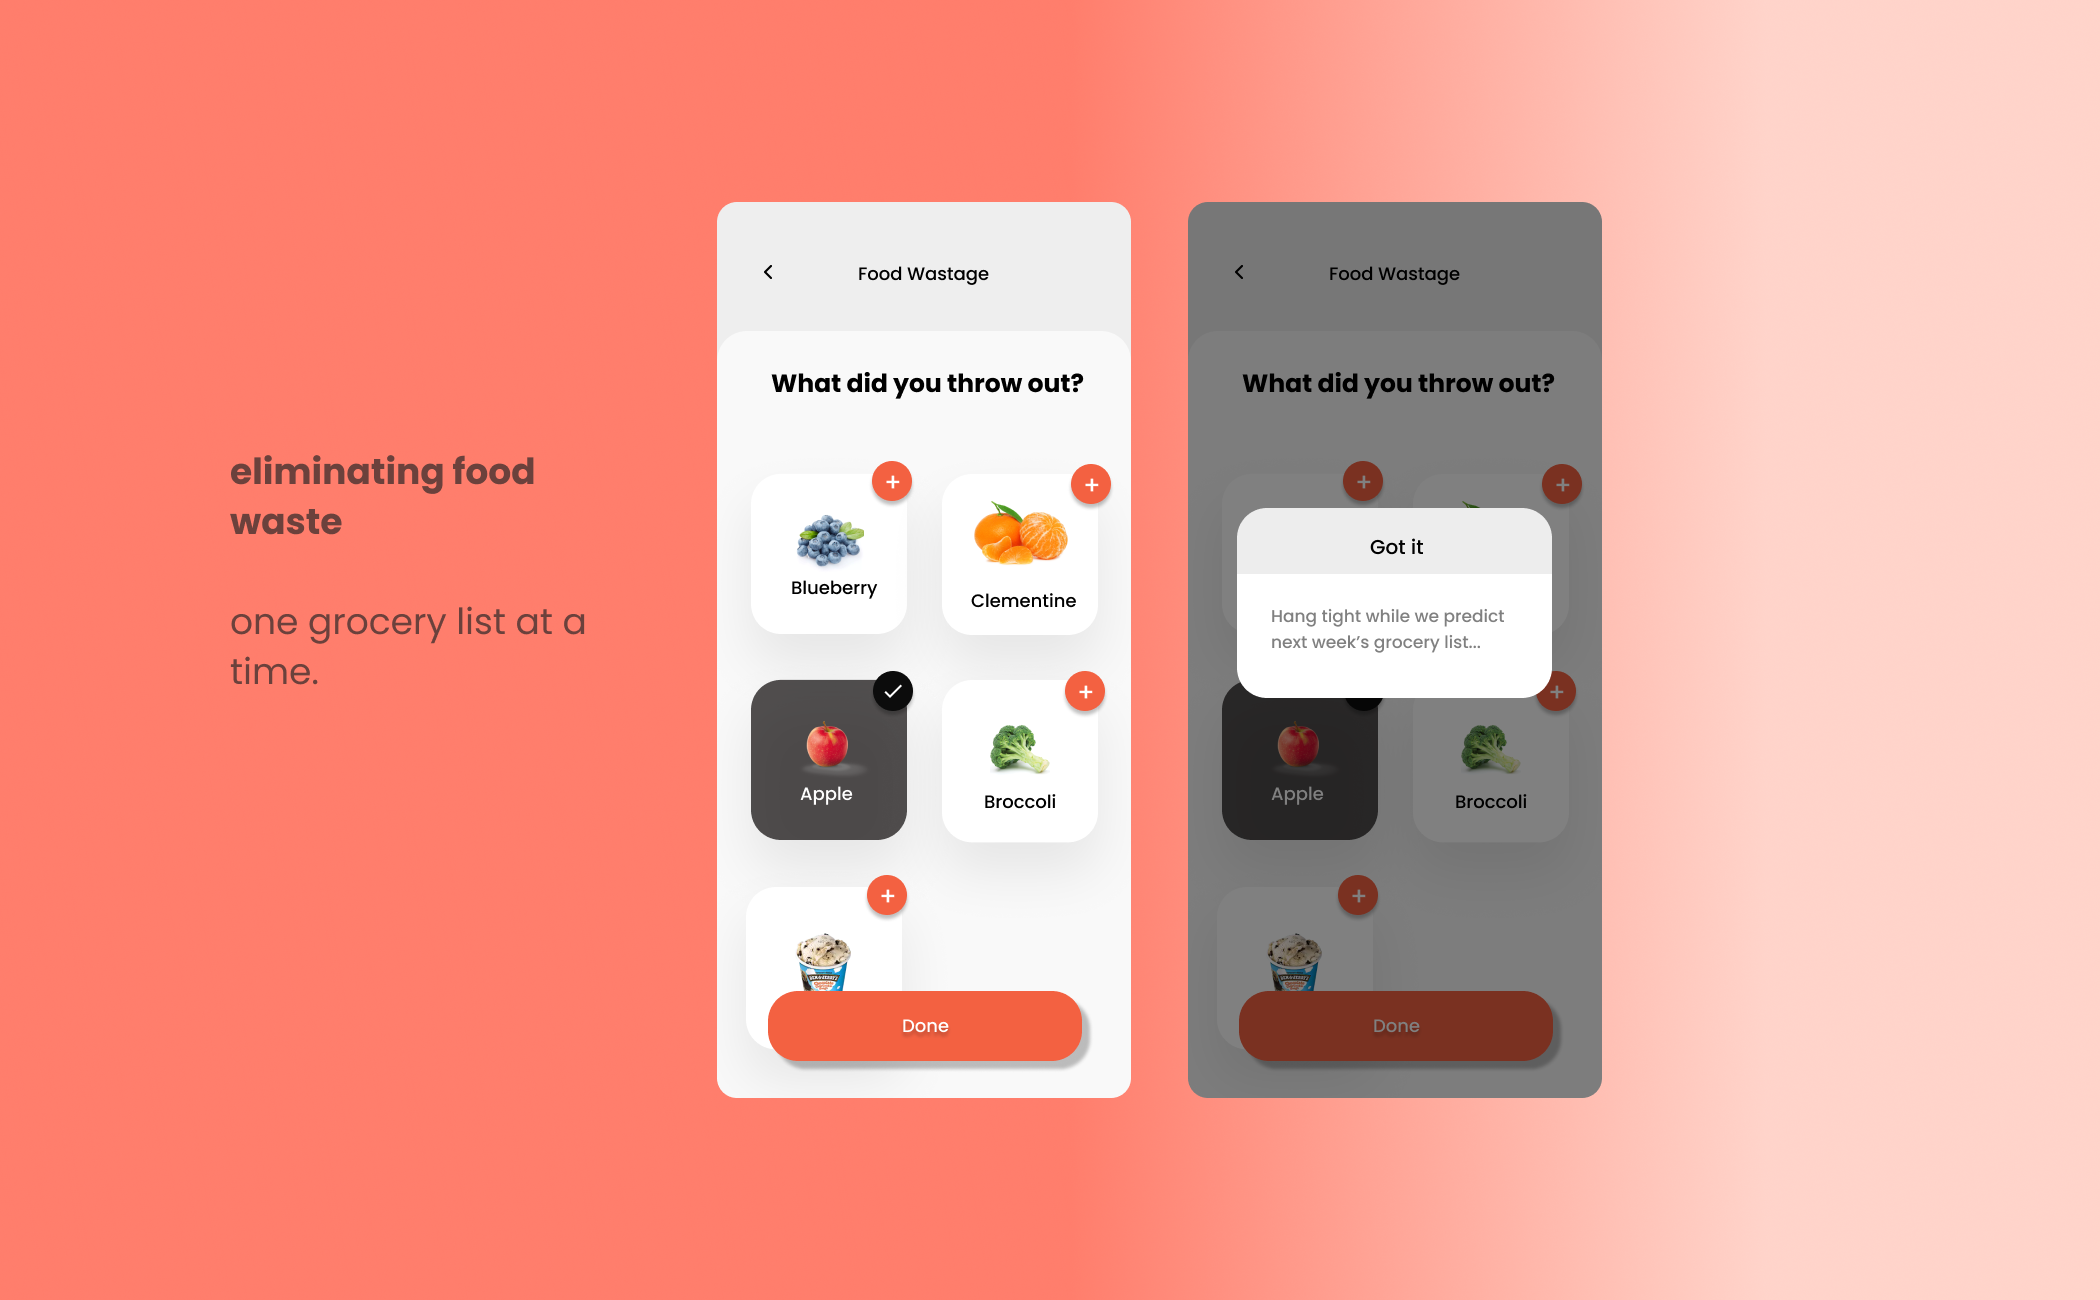 eliminating food
waste
one grocery list at a
time.
Food Wastage
What did you throw out?
Blueberry
Clementine
Apple
Broccoli
Done
Food Wastage
What did you throw out?
Got it
Hang tight while we predict
next week's grocery list...
Apple
Broccoli
Done